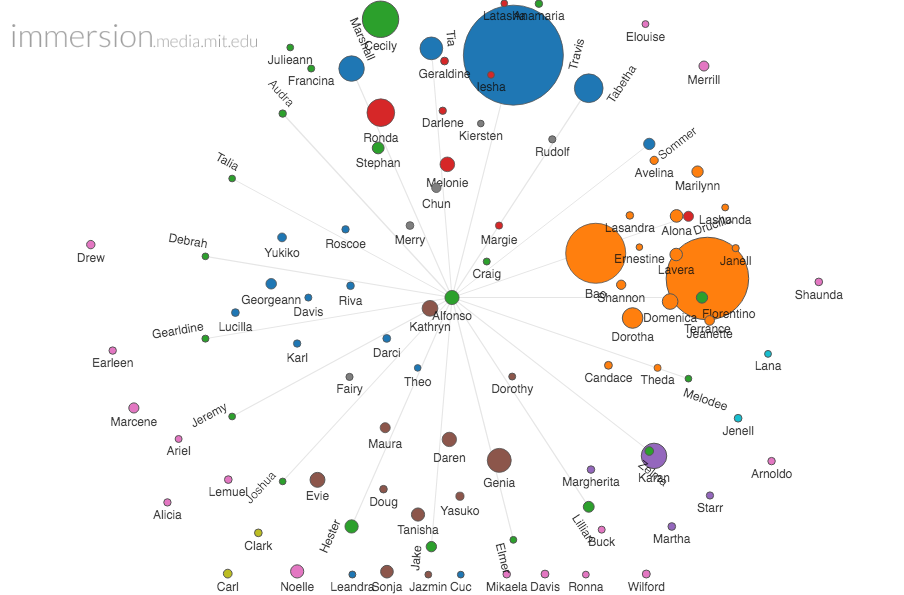 immersion.media.mit.edu
Latasha
Anamaria
Elouise
Marshall
Cecily
Tia
Travis
Julieann
Francina
Geraldine
Iesha
Tabetha
Merrill
Audra
Ronda
Darlene
Kiersten
Rudolf
Sommer
Talia
Stephan
Melonie
Avelina
Marilynn
Chun
Debrah
Yukiko
Roscoe
Merry
Margie
Lasandra
Alona
Lashonda
Drucilla
Drew
Craig
Ernestine
Lavera
Janell
Georgeann
Davis
Riva
Shannon
Shaunda
Lucilla
Alfonso
Kathryn
Domenica
Florentino
Gearldine
Dorotha
Terrance
Jeanette
Earleen
Karl
Darci
Lana
Fairy
Theo
Dorothy
Candace
Theda
Melodee
Marcene
Jeremy
Jenell
Ariel
Maura
Daren
Genia
Karan
Arnoldo
Lemuel
Joshua
Evie
Doug
Yasuko
Margherita
Starr
Alicia
Tanisha
Clark
Hester
Jake
Elmer
Lillian
Buck
Martha
Carl
Noelle
Leandra
Sonja
Jazmin
Cuc
Mikaela
Davis
Ronna
Wilford